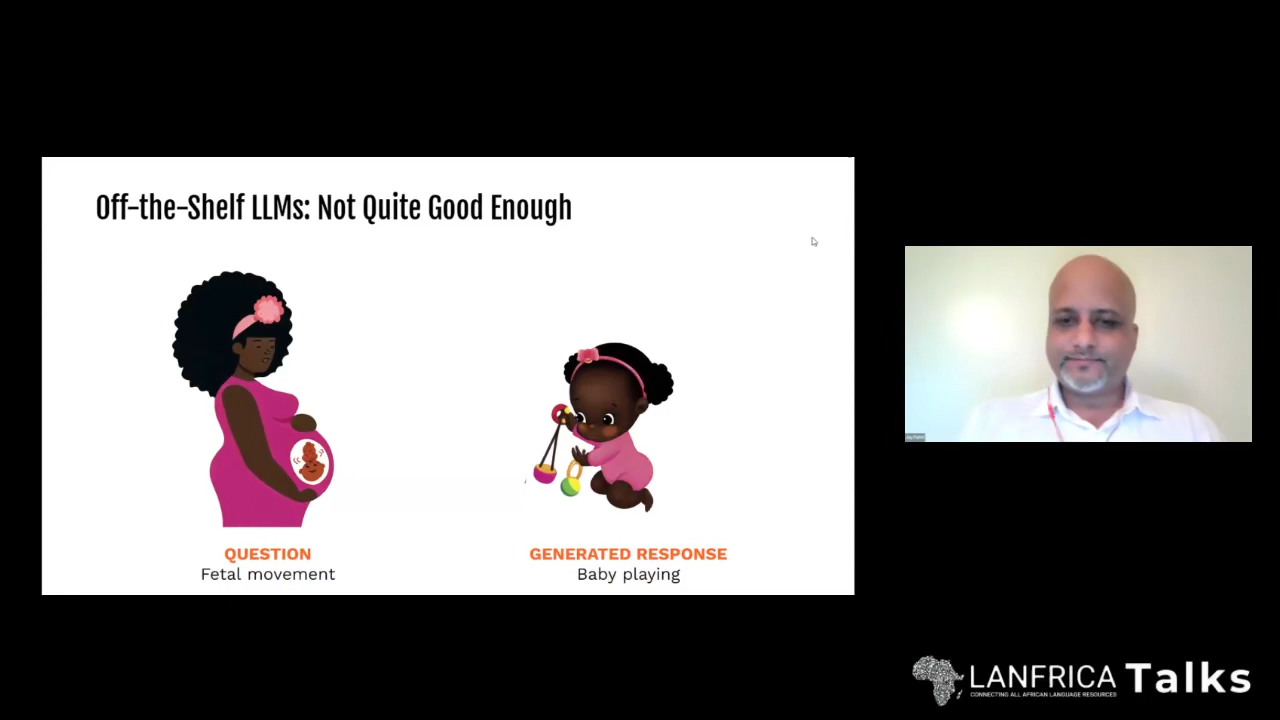 Off-the-Shelf LLMs: Not Quite Good Enough
QUESTION
Fetal movement
GENERATED RESPONSE
Baby playing
LANFRICA Talks
CONNECTING ALL AFRICAN LANGUAGE RESOURCES